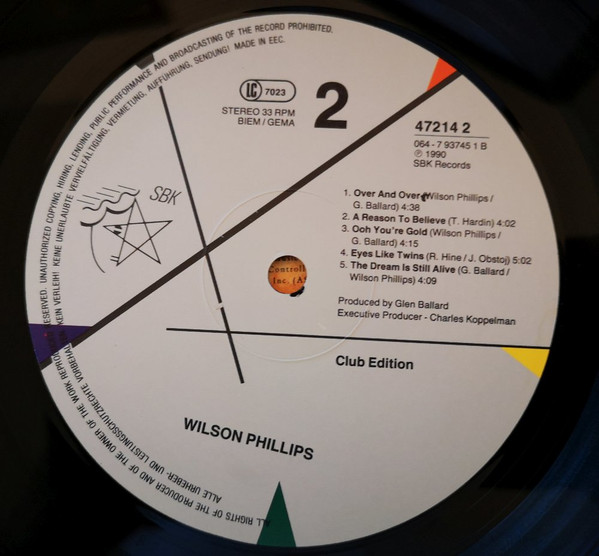 ALL RIGHTS OF THE PRODUCER AND OF THE OWNER OF THE WORK REPRO ESERVED. UNAUTHORIZED COPYING, HIRING, LENDING, PUBLIC PERFORMANCE AND BROADCASTING OF THE RECORD PROHIBITED.
ALLE URHEBER- UND LEISTUNGSSCHUTZRECHTE VORBEHAL KEIN VERLEIH! KEINE UNERLAUBTE VERVIELFÄLTIGUNG, VERMIETUNG, AUFFÜHRUNG, SENDUNG! MADE IN EEC.
LC 7023
STEREO 33 RPM
BIEM / GEMA
2
47214 2
064-7 93745 1 B
℗ 1990
SBK Records
SBK
1. Over And Over (Wilson Phillips /
G. Ballard) 4:38
2. A Reason To Believe (T. Hardin) 4:02
3. Ooh You're Gold (Wilson Phillips /
G. Ballard) 4:15
4. Eyes Like Twins (R. Hine / J. Obstoj) 5:02
5. The Dream Is Still Alive (G. Ballard /
Wilson Phillips) 4:09
Controll
Inc. (A
Produced by Glen Ballard
Executive Producer - Charles Koppelman
Club Edition
WILSON PHILLIPS